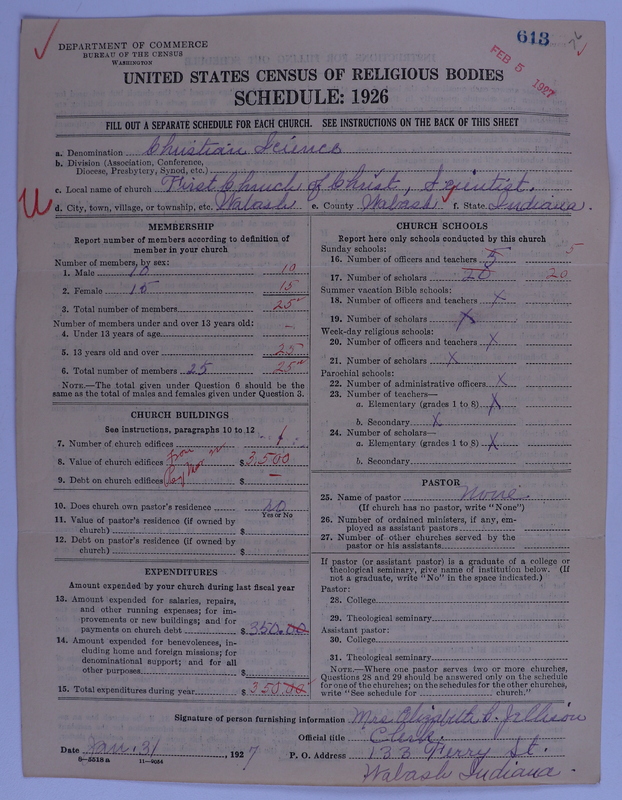 613
FEB 5 1927
DEPARTMENT OF COMMERCE
BUREAU OF THE CENSUS
WASHINGTON
UNITED STATES CENSUS OF RELIGIOUS BODIES
SCHEDULE: 1926
FILL OUT A SEPARATE SCHEDULE FOR EACH CHURCH. SEE INSTRUCTIONS ON THE BACK OF THIS SHEET
a. Denomination Christian Science
b. Division (Association, Conference,
Diocese, Presbytery, Synod, etc.)
c. Local name of church First Church of Christ, Scientist.
d. City, town, village, or township, etc. Wabash e. County Wabash f. State Indiana.
MEMBERSHIP
Report number of members according to definition of
member in your church
Number of members, by sex:
1. Male 10 10
2. Female 15 15
3. Total number of members 25
Number of members under and over 13 years old:
4. Under 13 years of age –
5. 13 years old and over 25
6. Total number of members 25 25
NOTE.—The total given under Question 6 should be the
same as the total of males and females given under Question 3.
CHURCH BUILDINGS
See instructions, paragraphs 10 to 12
7. Number of church edifices 1
8. Value of church edifices $3,500
9. Debt on church edifices $ –
10. Does church own pastor's residence no
Yes or No
11. Value of pastor's residence (if owned by
church) $
12. Debt on pastor's residence (if owned by
church) $
EXPENDITURES
Amount expended by your church during last fiscal year
13. Amount expended for salaries, repairs,
and other running expenses; for im-
provements or new buildings; and for
payments on church debt $350.00
14. Amount expended for benevolences, in-
cluding home and foreign missions; for
denominational support; and for all
other purposes $
15. Total expenditures during year $350.00
CHURCH SCHOOLS
Report here only schools conducted by this church
Sunday schools:
16. Number of officers and teachers 5 5
17. Number of scholars 20 20
Summer vacation Bible schools:
18. Number of officers and teachers X
19. Number of scholars X
Week-day religious schools:
20. Number of officers and teachers X
21. Number of scholars X
Parochial schools:
22. Number of administrative officers X
23. Number of teachers—
a. Elementary (grades 1 to 8) X
b. Secondary X
24. Number of scholars—
a. Elementary (grades 1 to 8) X
b. Secondary
PASTOR
25. Name of pastor None
(If church has no pastor, write "None")
26. Number of ordained ministers, if any, em-
ployed as assistant pastors
27. Number of other churches served by the
pastor or his assistants
If pastor (or assistant pastor) is a graduate of a college or
theological seminary, give name of institution below. (If
not a graduate, write "No" in the space indicated.)
Pastor:
28. College
29. Theological seminary
Assistant pastor:
30. College
31. Theological seminary
NOTE.—Where one pastor serves two or more churches,
Questions 28 and 29 should be answered only on the schedule
for one of the churches; on the schedules for the other churches,
write "See schedule for church."
Signature of person furnishing information Mrs Elizabeth
Official title Clerk.
Date Jan. 31, 1927 P. O. Address 133 Ferry St.
5—5518 a 11—9054
Wabash Indiana.